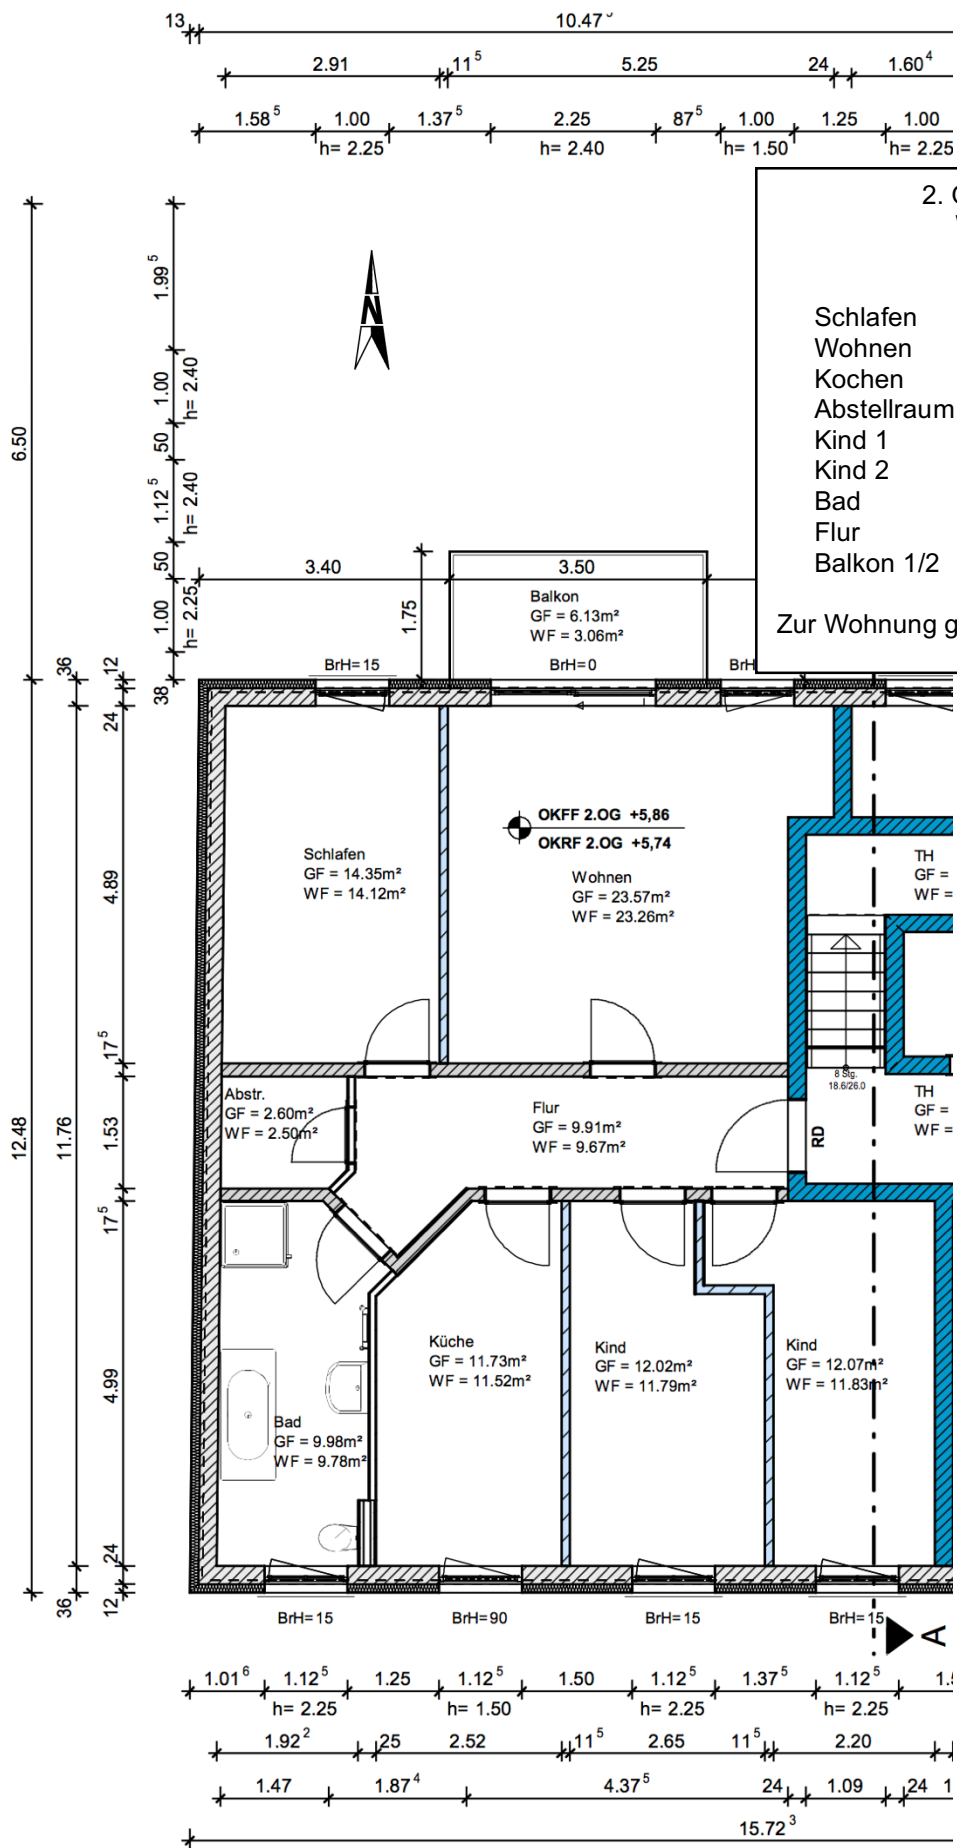 13
10.47⁵
2.91
11⁵
5.25
24
1.60⁴
1.58⁵
1.00
1.37⁵
2.25
87⁵
1.00
1.25
1.00
h= 2.25
h= 2.40
h= 1.50
h= 2.25
2.
Schlafen
Wohnen
Kochen
Abstellraum
Kind 1
Kind 2
Bad
Flur
Balkon 1/2
Zur Wohnung g
N
6.50
12.48
36
11.76
36
12
24
4.89
17⁵
1.53
17⁵
4.99
24
12
1.99⁵
1.00
h= 2.40
50
1.12⁵
h= 2.40
50
1.00
h= 2.25
38
3.40
3.50
1.75
Balkon
GF = 6.13m²
WF = 3.06m²
BrH=15
BrH=0
BrH
OKFF 2.OG +5,86
OKRF 2.OG +5,74
Schlafen
GF = 14.35m²
WF = 14.12m²
Wohnen
GF = 23.57m²
WF = 23.26m²
TH
GF =
WF =
8 Stg.
18.6/26.0
Abstr.
GF = 2.60m²
WF = 2.50m²
Flur
GF = 9.91m²
WF = 9.67m²
RD
TH
GF =
WF =
Küche
GF = 11.73m²
WF = 11.52m²
Kind
GF = 12.02m²
WF = 11.79m²
Kind
GF = 12.07m²
WF = 11.83m²
Bad
GF = 9.98m²
WF = 9.78m²
BrH=15
BrH=90
BrH=15
BrH=15
A
1.01⁶
1.12⁵
1.25
1.12⁵
1.50
1.12⁵
1.37⁵
1.12⁵
h= 2.25
h= 1.50
h= 2.25
h= 2.25
1.92²
25
2.52
11⁵
2.65
11⁵
2.20
1.47
1.87⁴
4.37⁵
24
1.09
24
15.72³